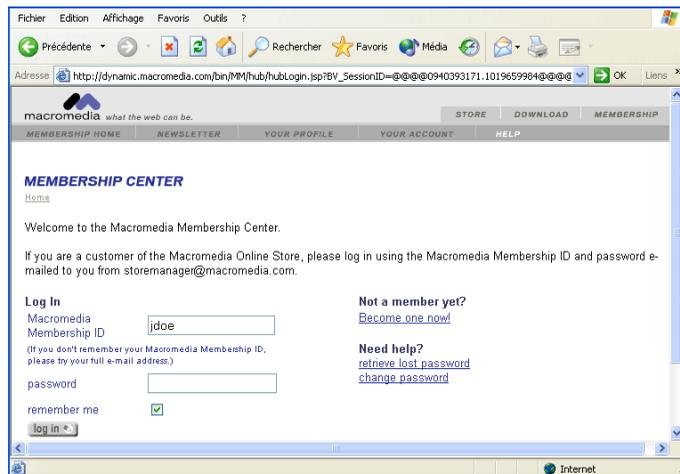 Fichier Edition Affichage Favoris Outils ?
Précédente Rechercher Favoris Média
Adresse http://dynamic.macromedia.com/bin/MM/hub/hubLogin.jsp?BV_SessionID=@@@@0940393171.1019659984@@@@ OK Liens »
macromedia what the web can be.
STORE DOWNLOAD MEMBERSHIP
MEMBERSHIP HOME NEWSLETTER YOUR PROFILE YOUR ACCOUNT HELP
MEMBERSHIP CENTER
Home
Welcome to the Macromedia Membership Center.
If you are a customer of the Macromedia Online Store, please log in using the Macromedia Membership ID and password e-
mailed to you from storemanager@macromedia.com.
Log In
Macromedia
Membership ID
jdoe
(If you don't remember your Macromedia Membership ID,
please try your full e-mail address.)
password
remember me
log in
Not a member yet?
Become one now!
Need help?
retrieve lost password
change password
Internet